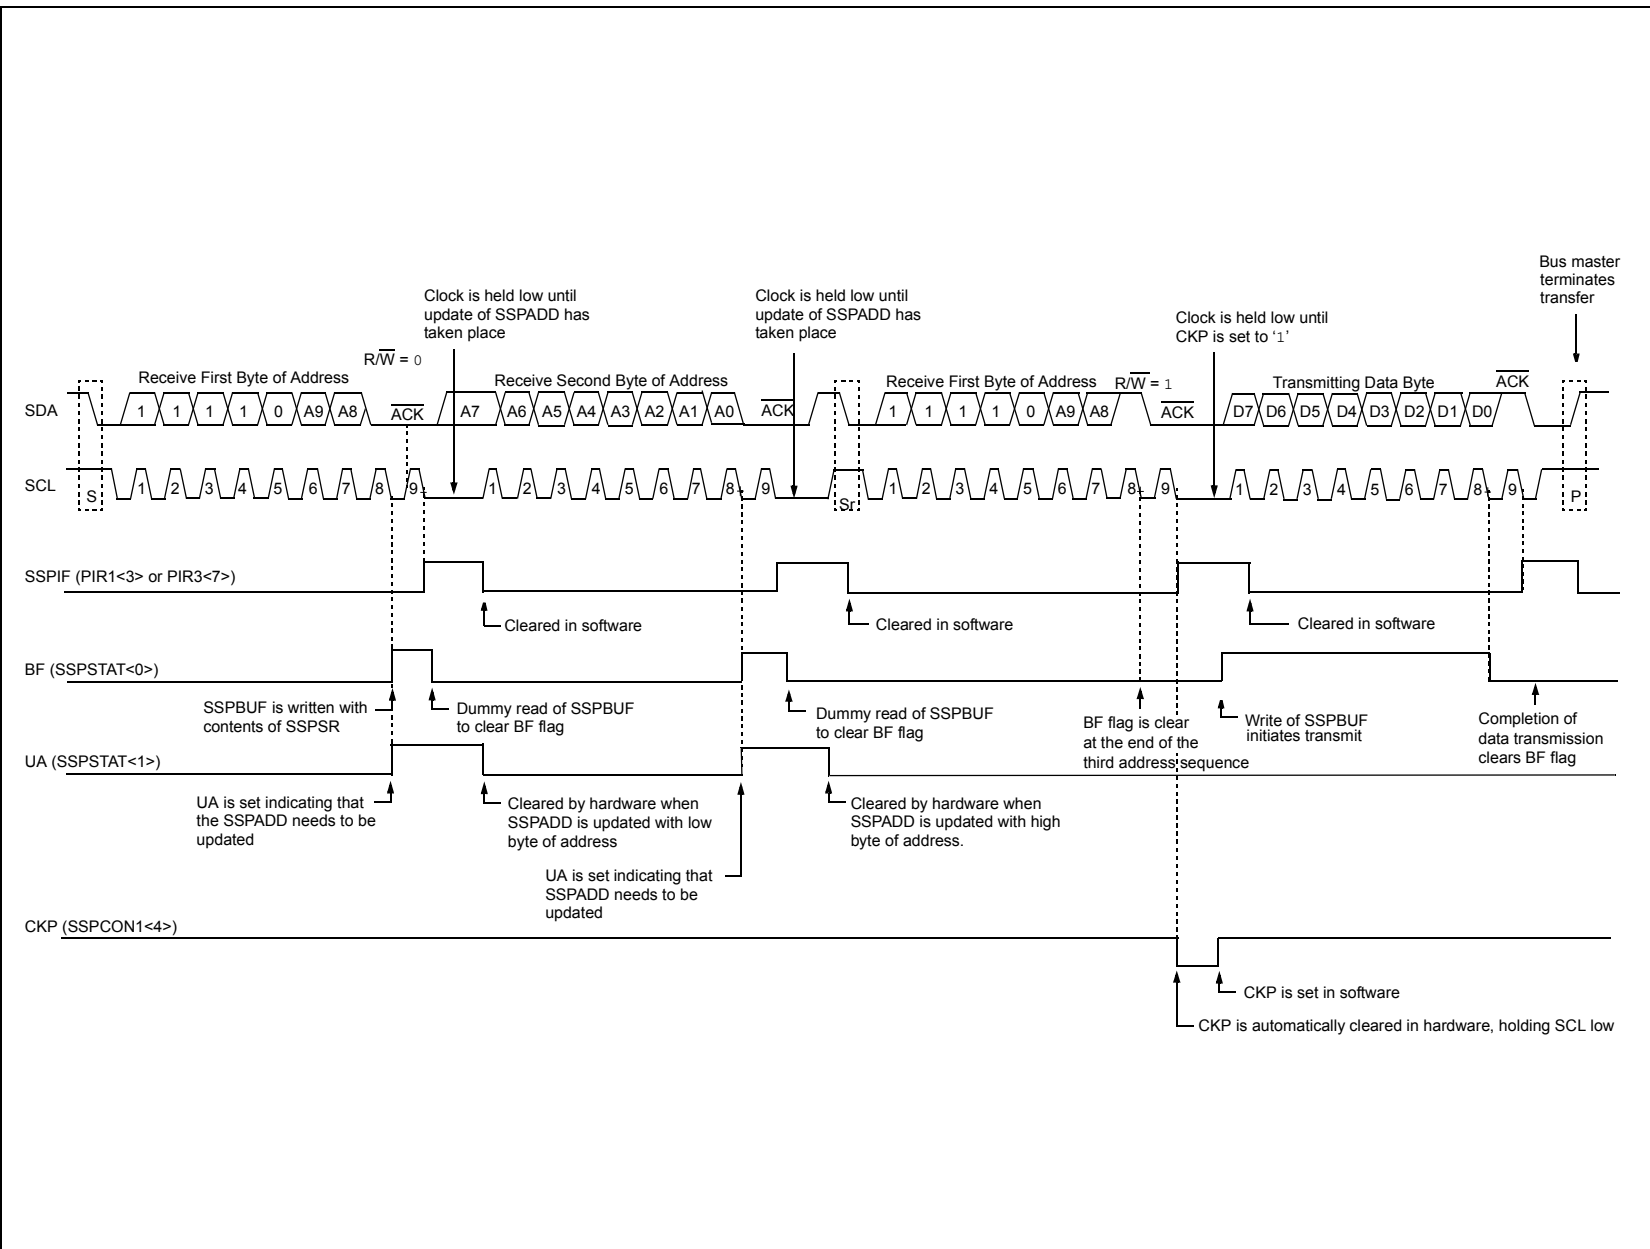 Bus master
terminates
transfer
Clock is held low until
update of SSPADD has
taken place
Clock is held low until
update of SSPADD has
taken place
Clock is held low until
CKP is set to ‘1’
R/W = 0
Receive First Byte of Address
Receive Second Byte of Address
Receive First Byte of Address
R/W = 1
Transmitting Data Byte
ACK
SDA
1 1 1 1 0 A9 A8
ACK
A7 A6 A5 A4 A3 A2 A1 A0
ACK
1 1 1 1 0 A9 A8
ACK
D7 D6 D5 D4 D3 D2 D1 D0
SCL
S
1 2 3 4 5 6 7 8 9
1 2 3 4 5 6 7 8 9
Sr
1 2 3 4 5 6 7 8 9
1 2 3 4 5 6 7 8 9
P
SSPIF (PIR1<3> or PIR3<7>)
Cleared in software
Cleared in software
Cleared in software
BF (SSPSTAT<0>)
SSPBUF is written with
contents of SSPSR
Dummy read of SSPBUF
to clear BF flag
Dummy read of SSPBUF
to clear BF flag
BF flag is clear
at the end of the
third address sequence
Write of SSPBUF
initiates transmit
Completion of
data transmission
clears BF flag
UA (SSPSTAT<1>)
UA is set indicating that
the SSPADD needs to be
updated
Cleared by hardware when
SSPADD is updated with low
byte of address
UA is set indicating that
SSPADD needs to be
updated
Cleared by hardware when
SSPADD is updated with high
byte of address.
CKP (SSPCON1<4>)
CKP is set in software
CKP is automatically cleared in hardware, holding SCL low